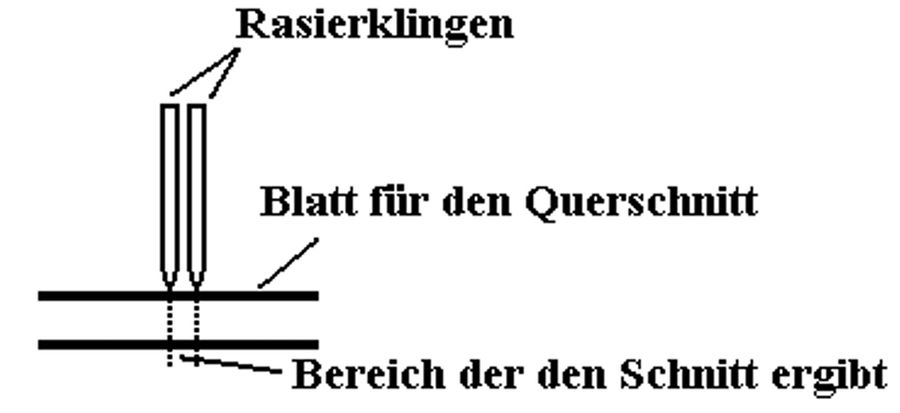 Rasierklingen
Blatt für den Querschnitt
Bereich der den Schnitt ergibt